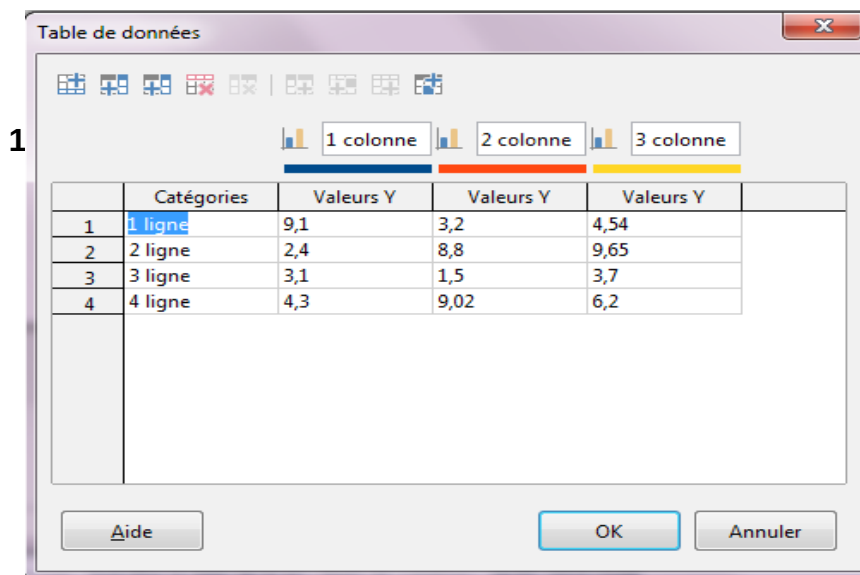 Table de données
1
1 colonne 2 colonne 3 colonne
Catégories Valeurs Y Valeurs Y Valeurs Y
1 1 ligne 9,1 3,2 4,54
2 2 ligne 2,4 8,8 9,65
3 3 ligne 3,1 1,5 3,7
4 4 ligne 4,3 9,02 6,2
Aide OK Annuler